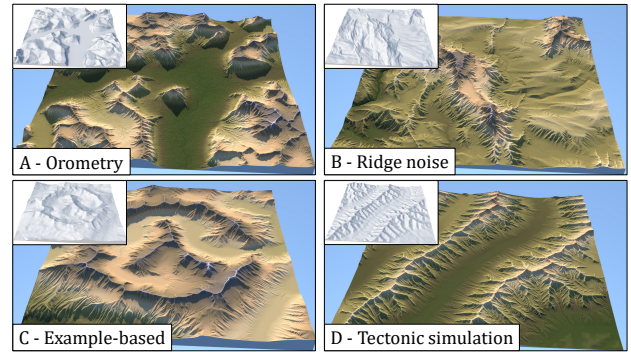 A - Orometry
B - Ridge noise
C - Example-based
D - Tectonic simulation